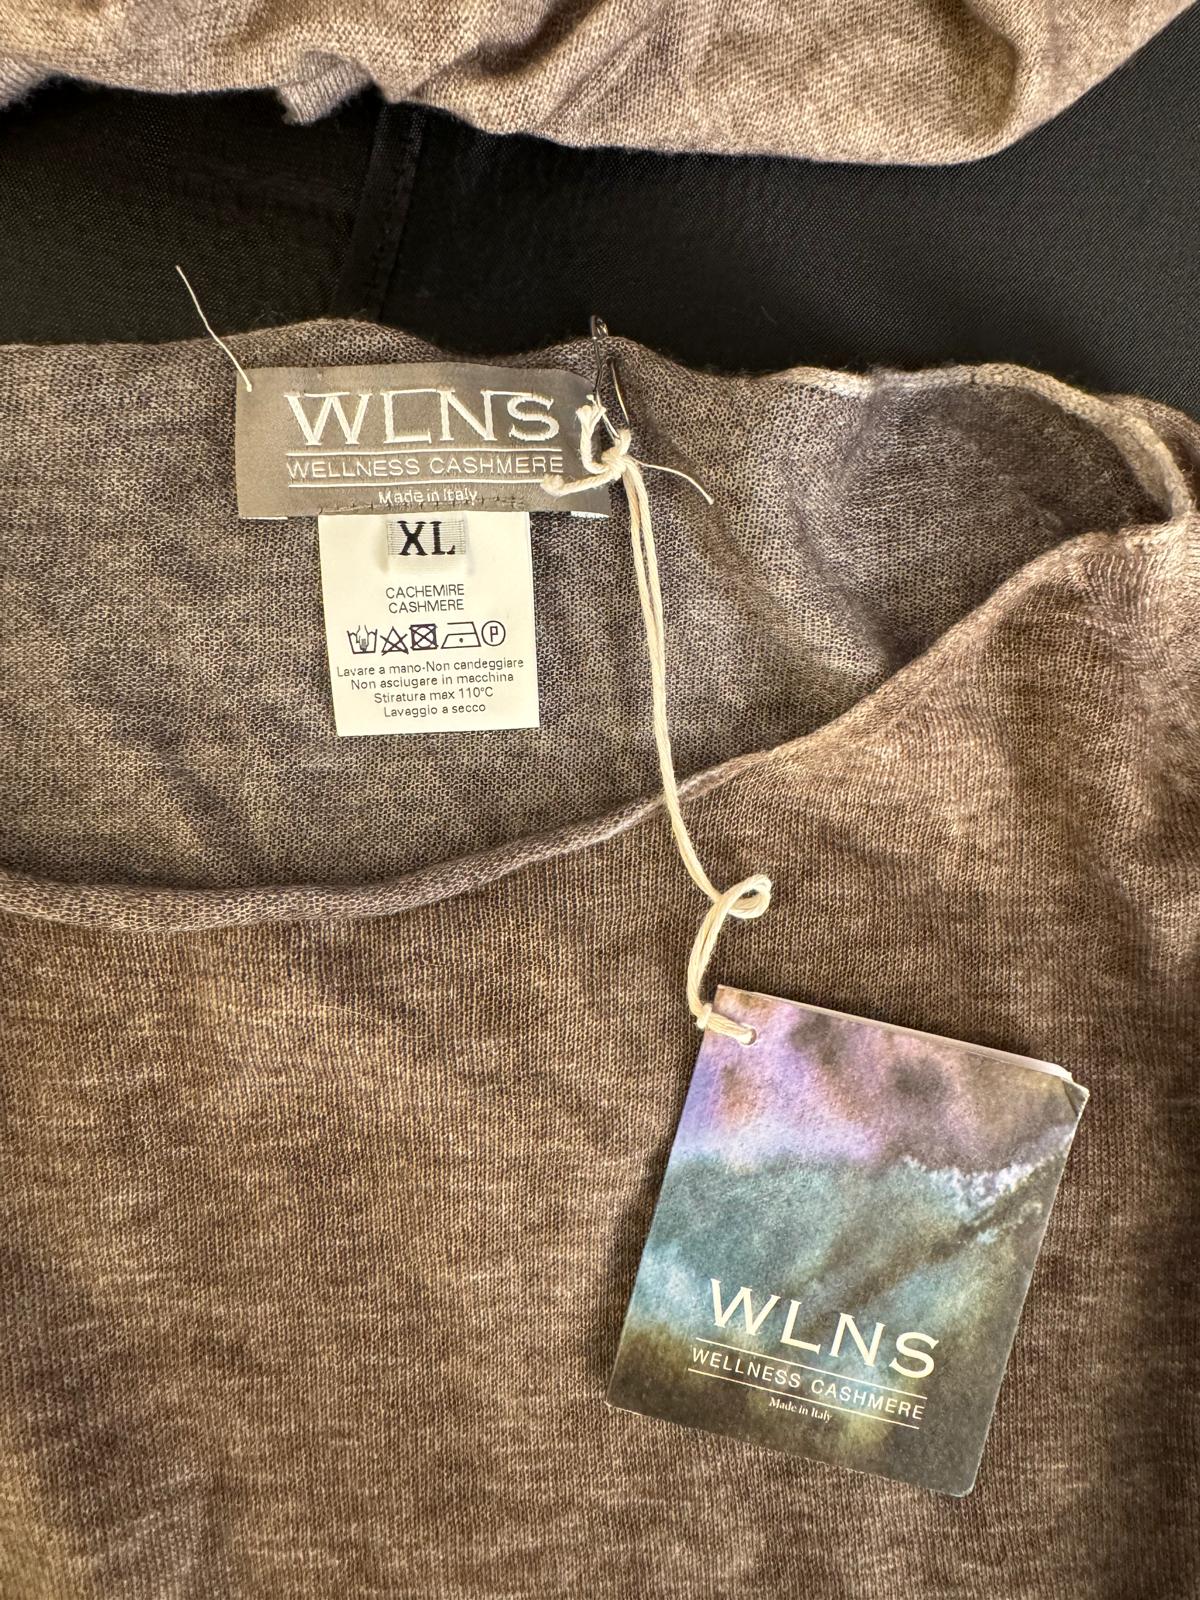 WLNS
WELLNESS CASHMERE
Made in Italy
XL
CACHEMIRE
CASHMERE
P
Lavare a mano-Non candeggiare
Non asciugare in macchina
Stiratura max 110°C
Lavaggio a secco
WLNS
WELLNESS CASHMERE
Made in Italy